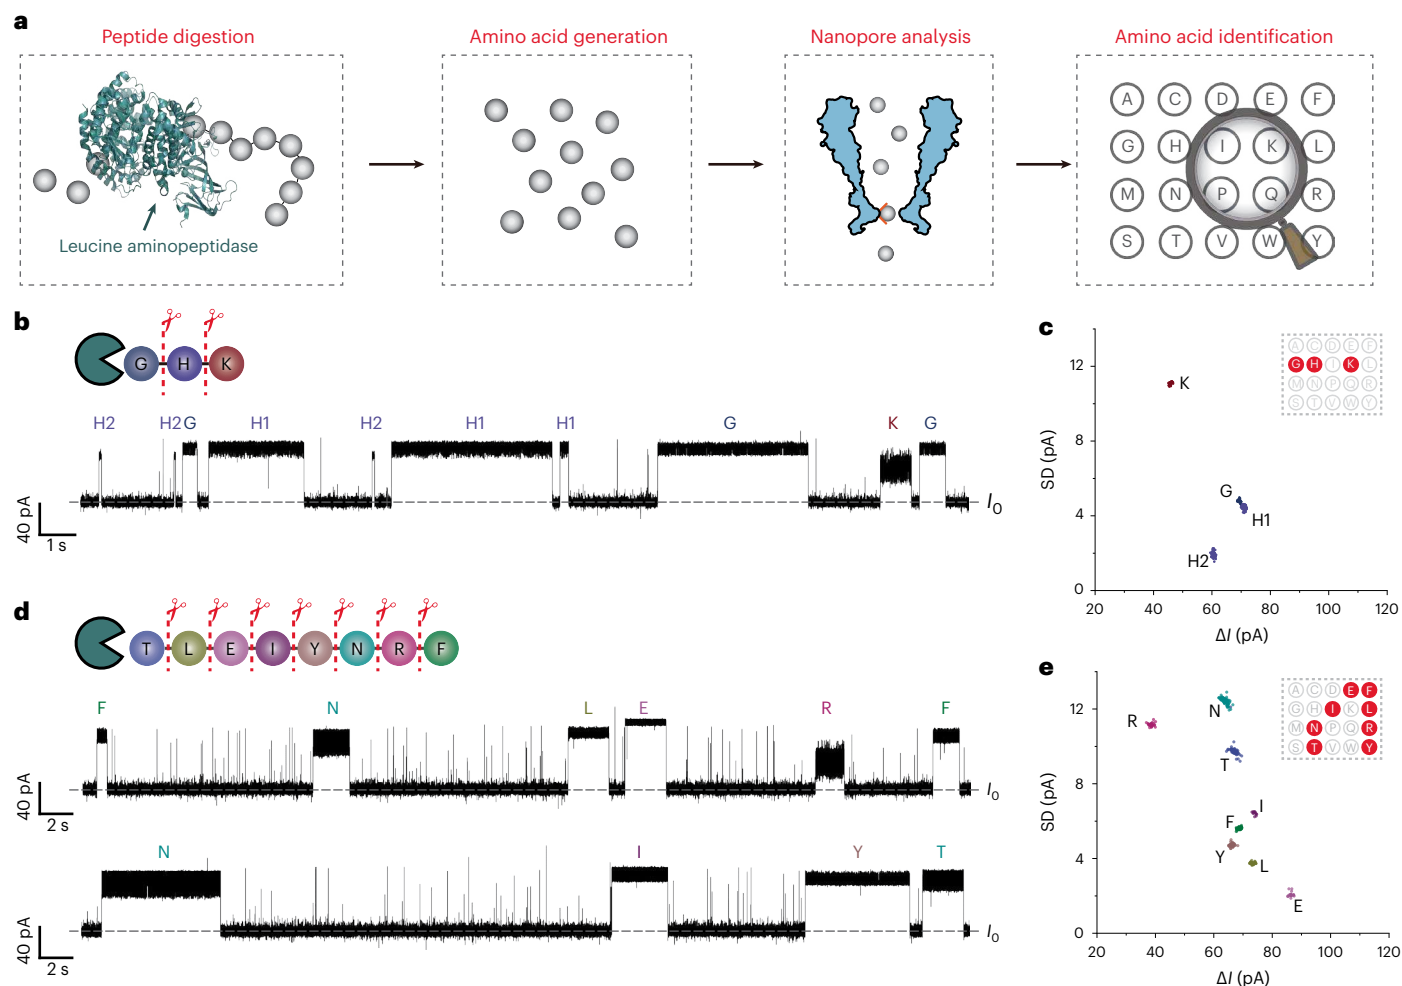 a
Peptide digestion
Amino acid generation
Nanopore analysis
Amino acid identification
Leucine aminopeptidase
A C D E F
G H I K L
M N P Q R
S T V W Y
b
G H K
H2 H2 G H1 H2 H1 H1 G K G
I0
40 pA
1 s
c
SD (pA)
12
8
4
0
20 40 60 80 100 120
ΔI (pA)
K
G
H1
H2
A C D E F
G H I K L
M N P Q R
S T V W Y
d
T L E I Y N R F
F N L E R F
I0
40 pA
2 s
N I Y T
I0
40 pA
2 s
e
SD (pA)
12
8
4
0
20 40 60 80 100 120
ΔI (pA)
R
N
T
I
F
Y
L
E
A C D E F
G H I K L
M N P Q R
S T V W Y